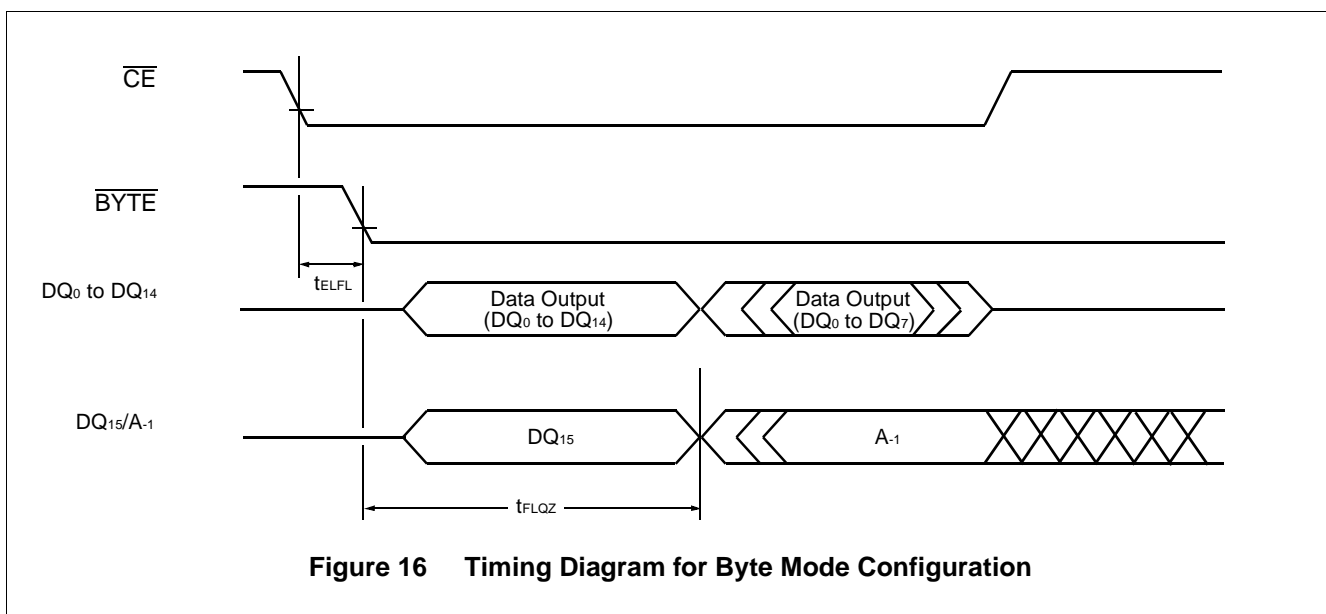 CE
BYTE
tELFL
DQ0 to DQ14
Data Output
(DQ0 to DQ14)
Data Output
(DQ0 to DQ7)
DQ15/A-1
DQ15
A-1
tFLQZ
Figure 16 Timing Diagram for Byte Mode Configuration